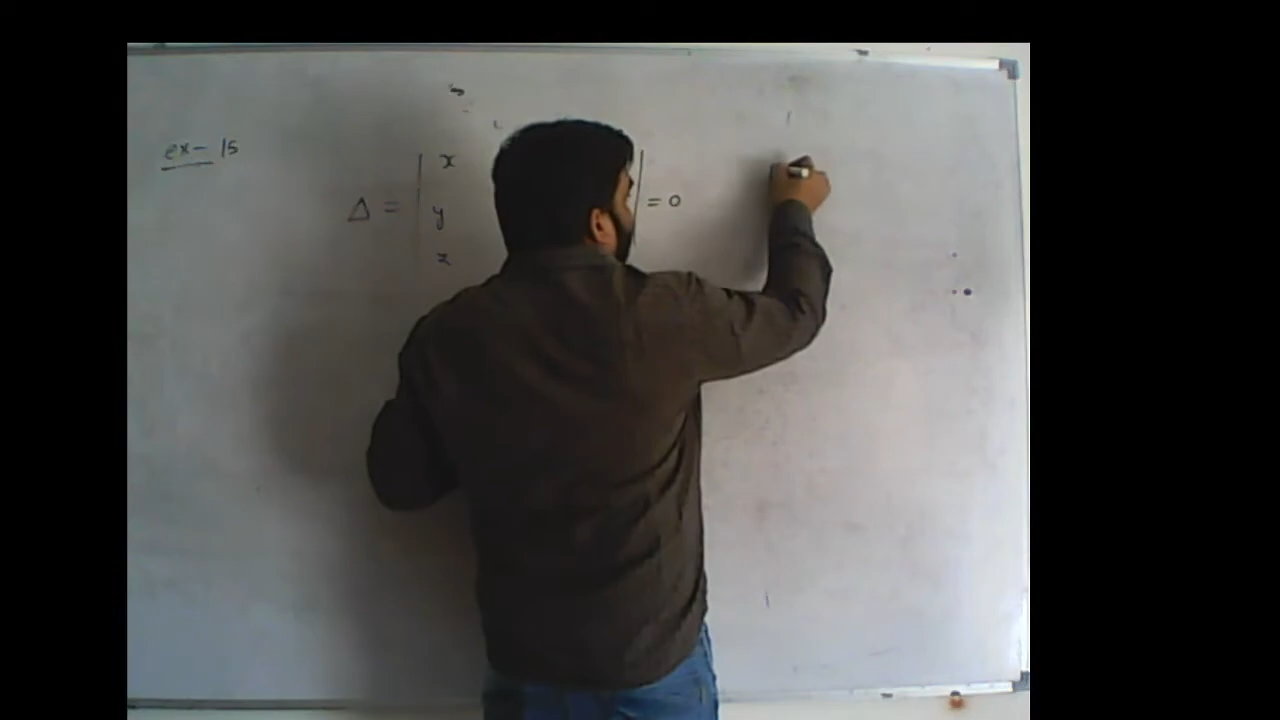 ex- 15
x
Δ = | y | = 0
z